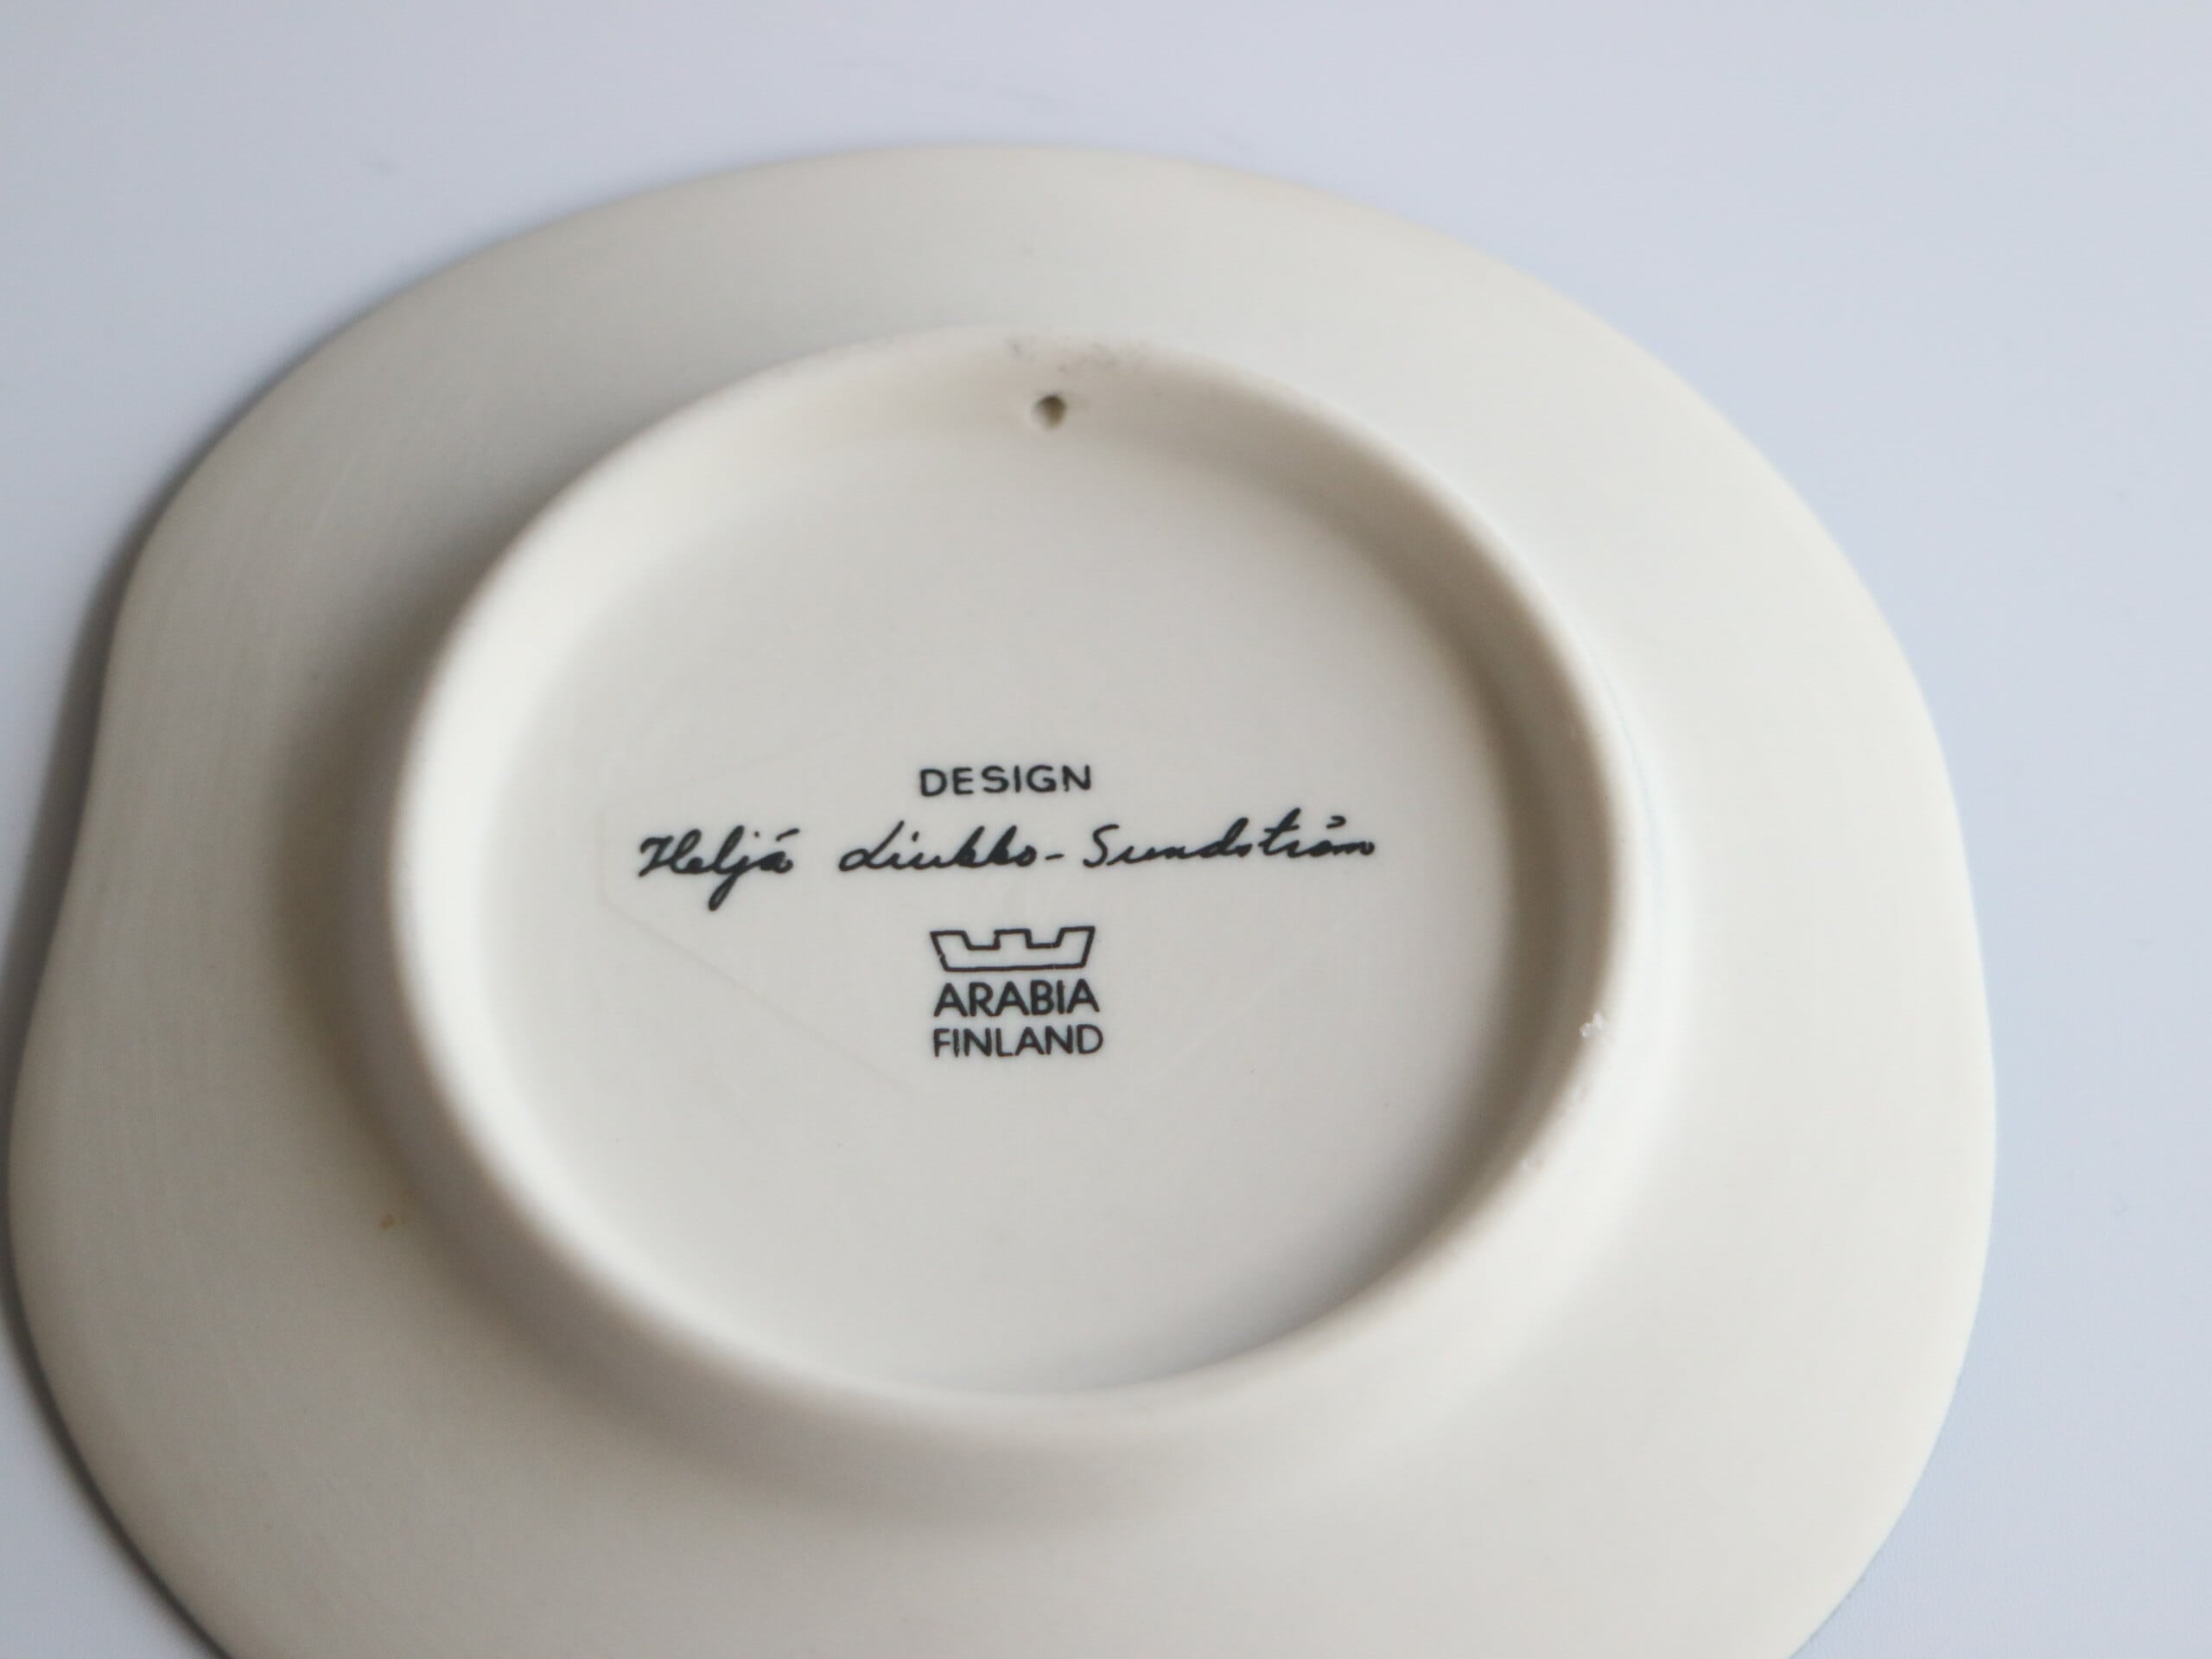 DESIGN
Heljä Liukko-Sundström
ARABIA
FINLAND